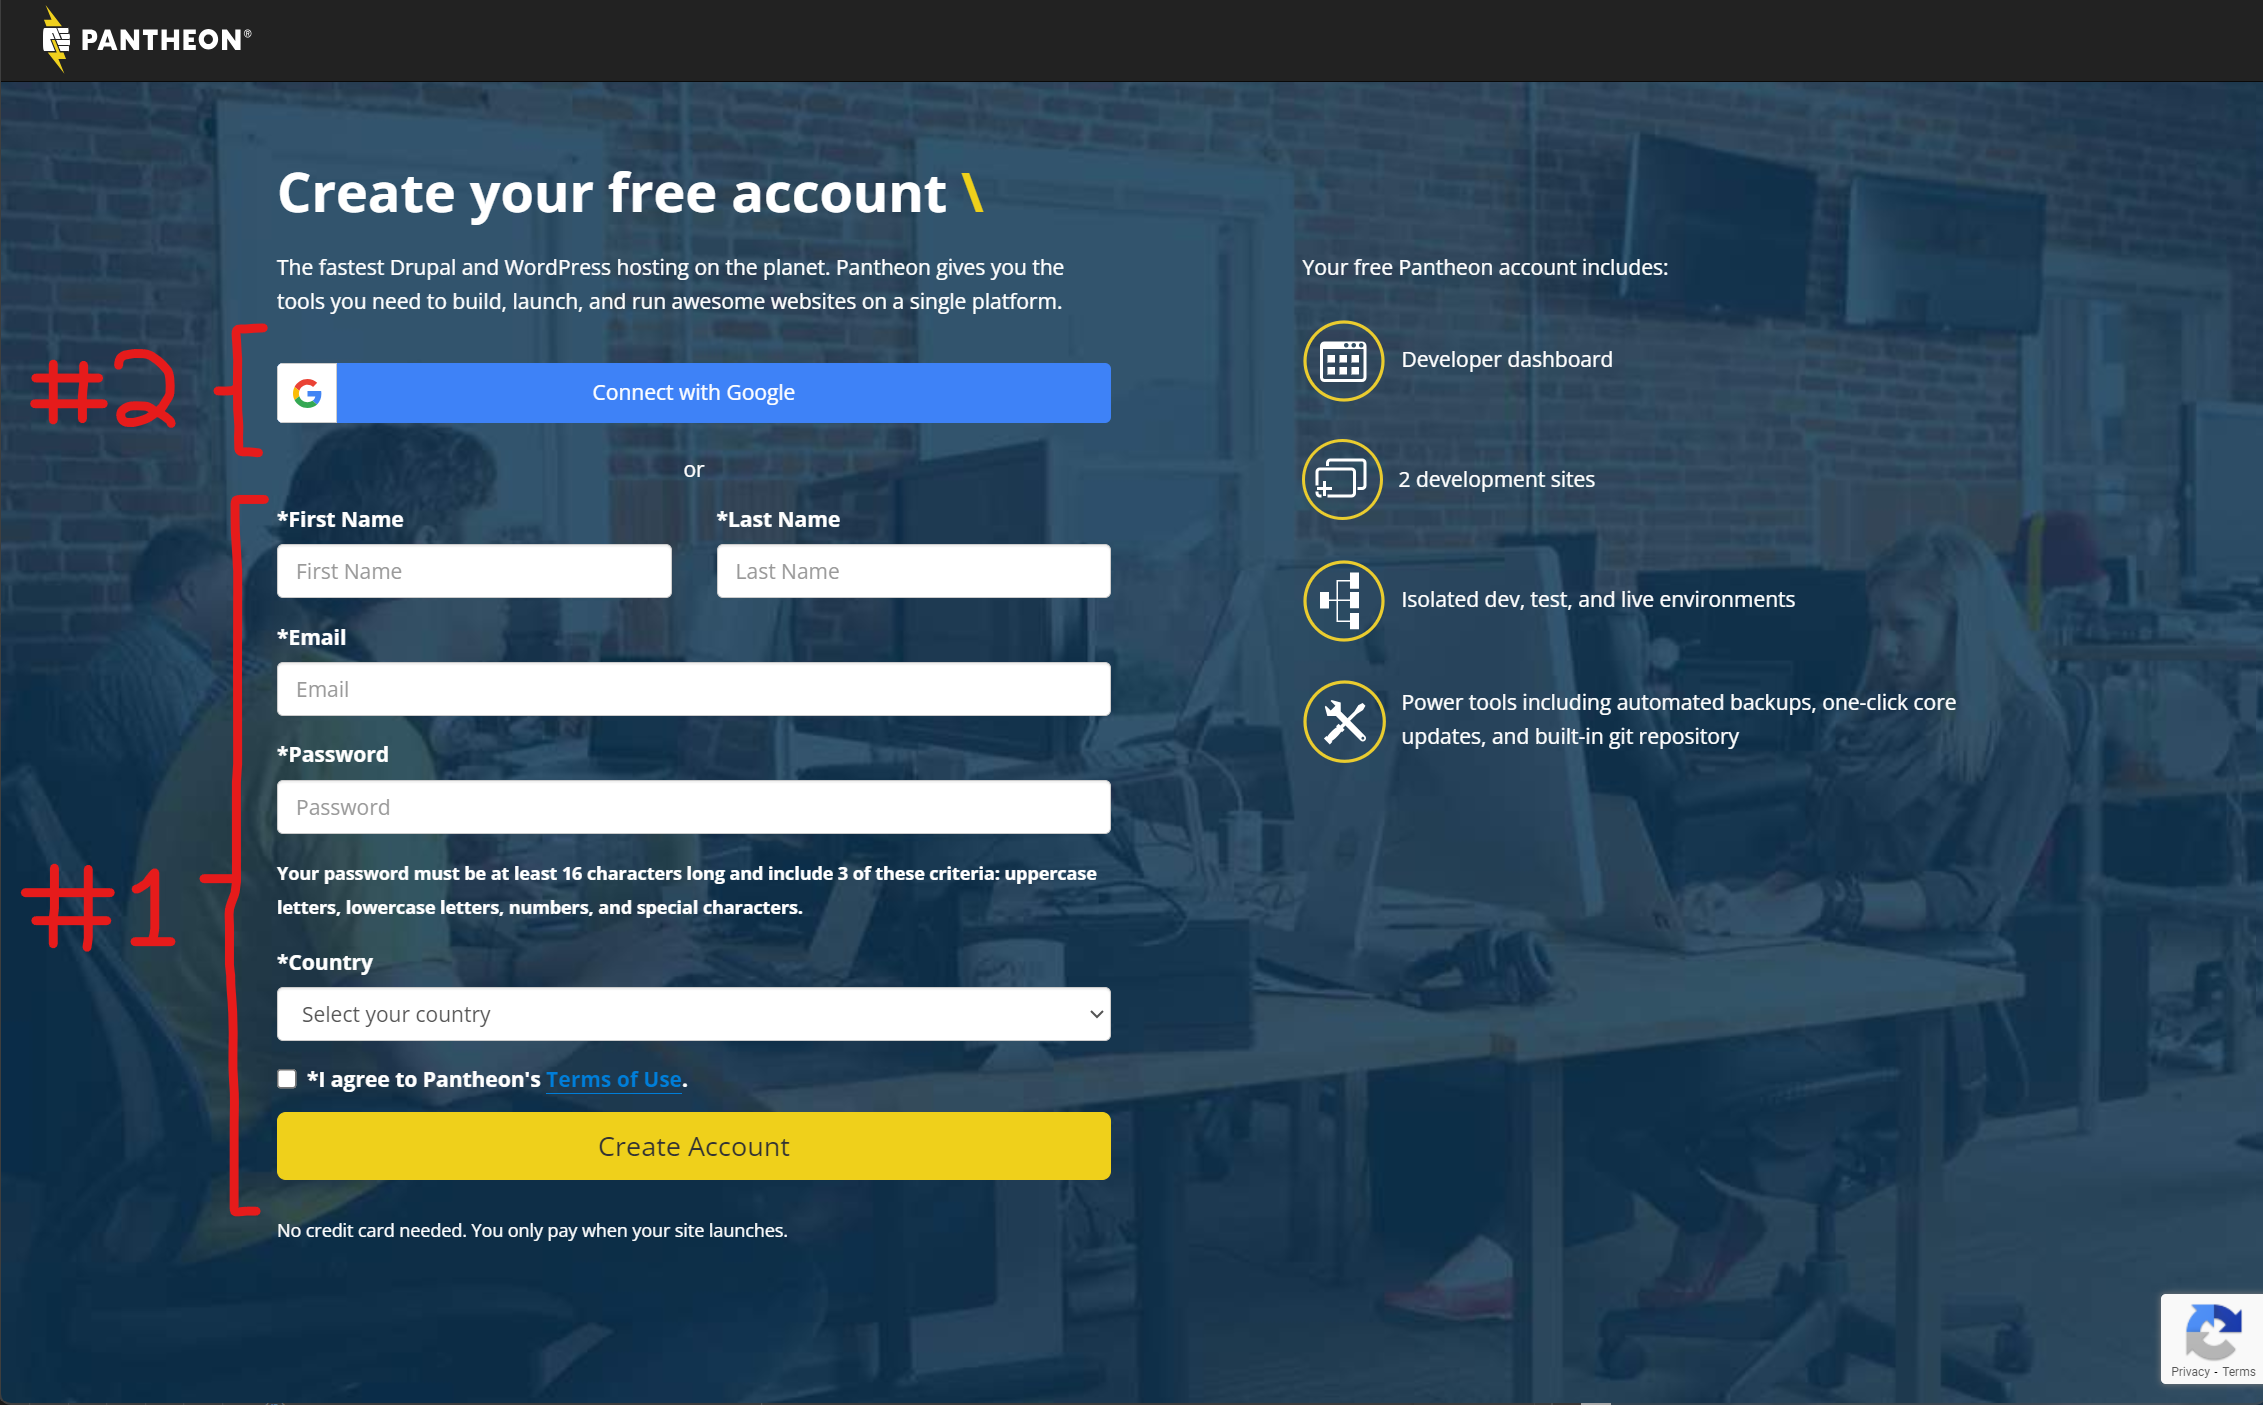 PANTHEON®
Create your free account \
The fastest Drupal and WordPress hosting on the planet. Pantheon gives you the
tools you need to build, launch, and run awesome websites on a single platform.
#2
Connect with Google
or
*First Name
*Last Name
First Name
Last Name
*Email
Email
*Password
Password
#1
Your password must be at least 16 characters long and include 3 of these criteria: uppercase
letters, lowercase letters, numbers, and special characters.
*Country
Select your country
*I agree to Pantheon's Terms of Use.
Create Account
No credit card needed. You only pay when your site launches.
Your free Pantheon account includes:
Developer dashboard
2 development sites
Isolated dev, test, and live environments
Power tools including automated backups, one-click core
updates, and built-in git repository
Privacy - Terms